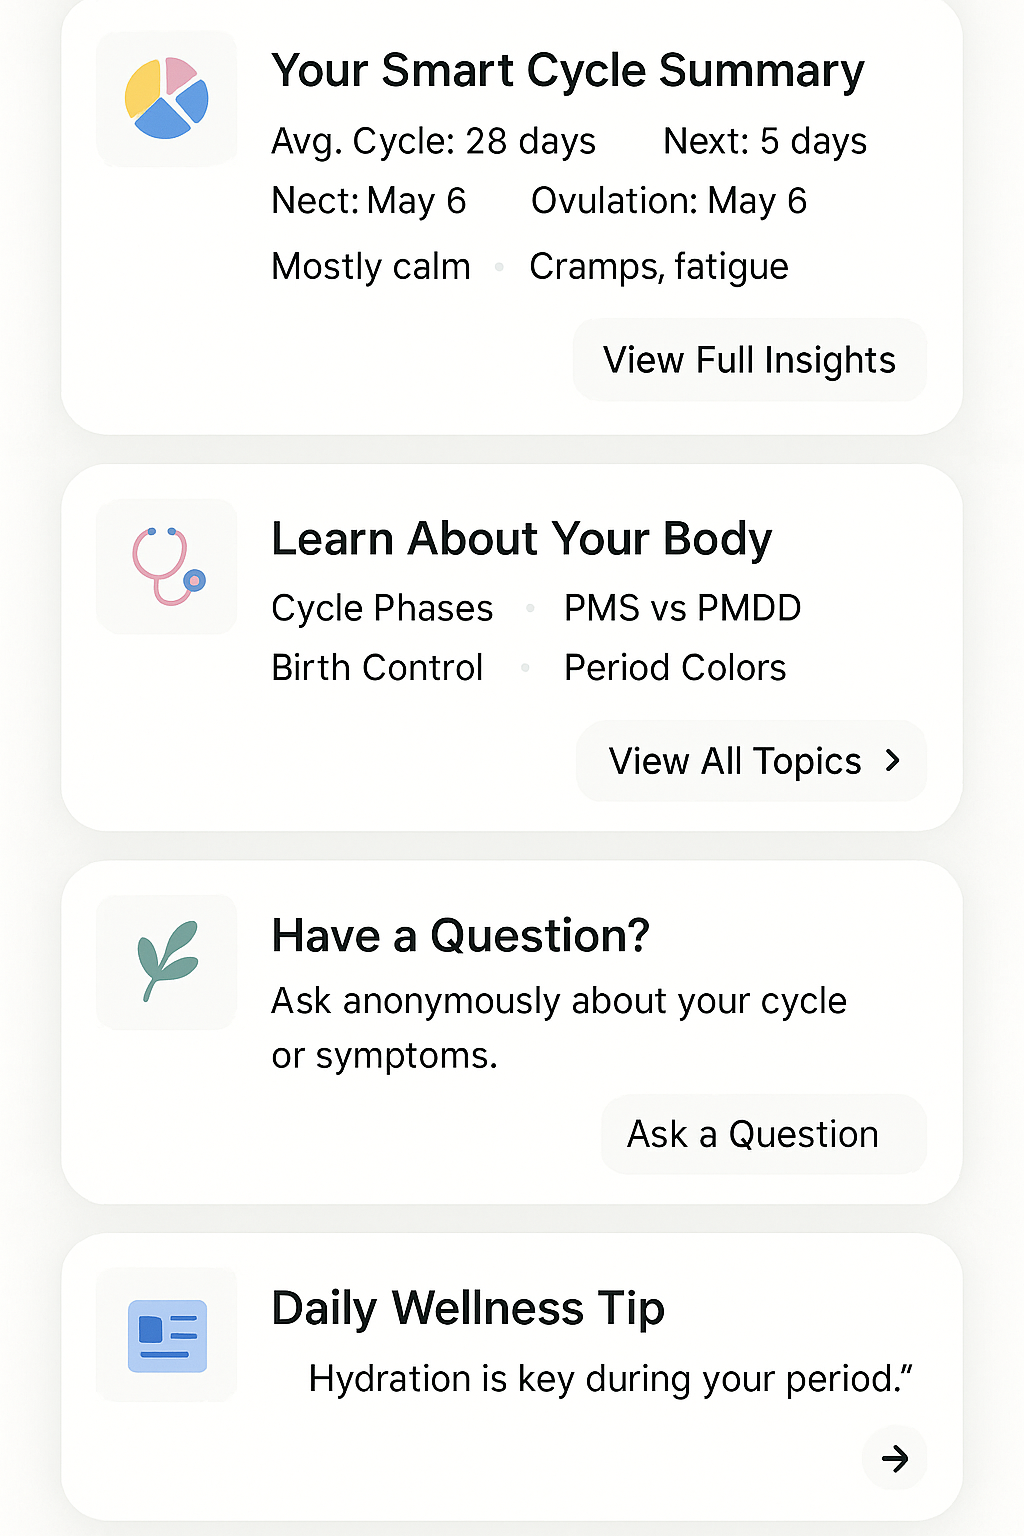 Your Smart Cycle Summary
Avg. Cycle: 28 days Next: 5 days
Nect: May 6 Ovulation: May 6
Mostly calm • Cramps, fatigue
View Full Insights
Learn About Your Body
Cycle Phases • PMS vs PMDD
Birth Control • Period Colors
View All Topics >
Have a Question?
Ask anonymously about your cycle
or symptoms.
Ask a Question
Daily Wellness Tip
Hydration is key during your period.”